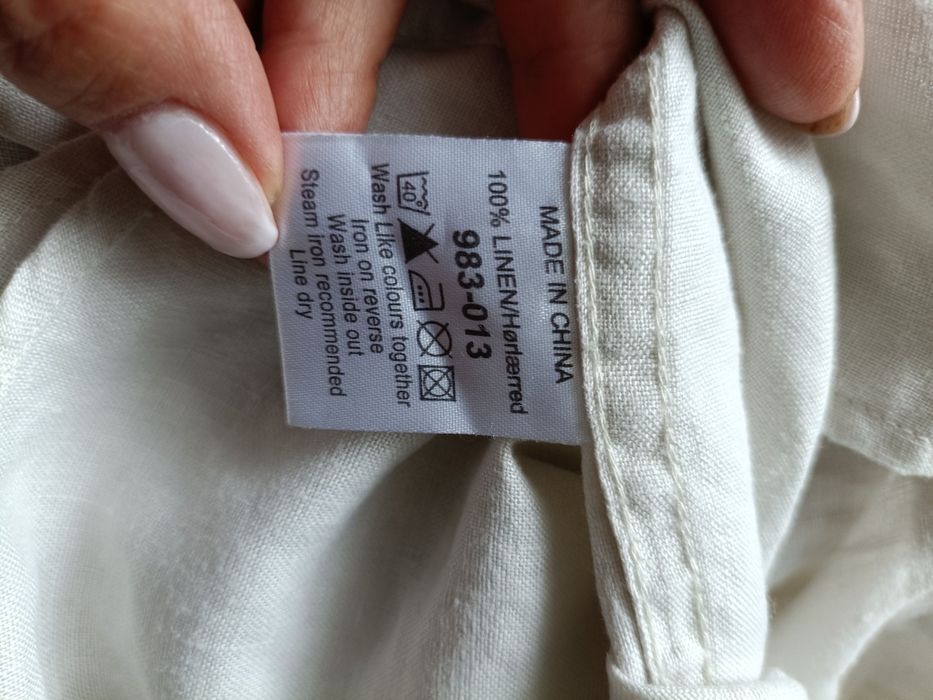 MADE IN CHINA
100% LINEN/Hørlærred
983-013
40°
Wash Like colours together
Iron on reverse
Wash inside out
Steam iron recommended
Line dry